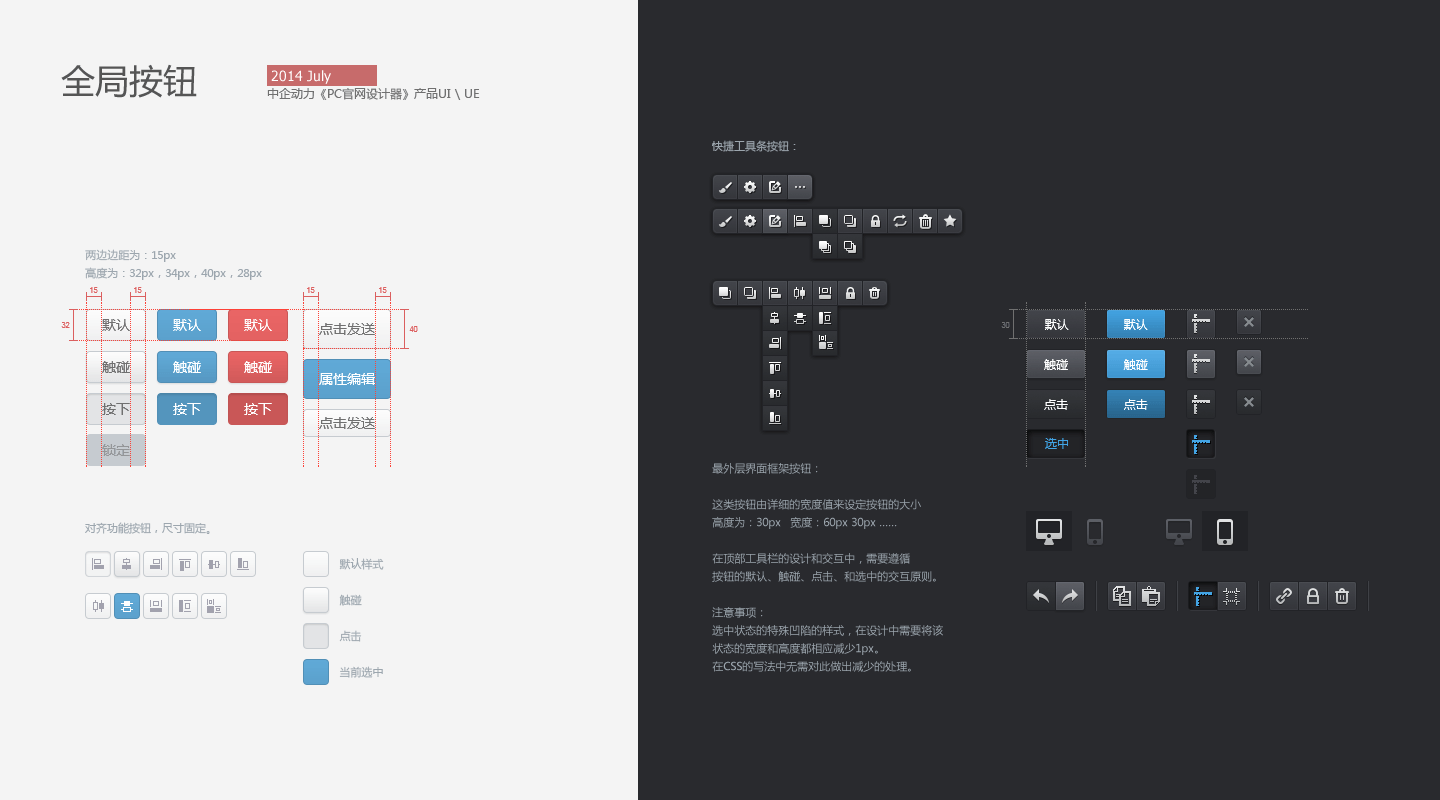 全局按钮
2014 July
中企动力《PC官网设计器》产品UI \ UE
两边边距为：15px
高度为：32px，34px，40px，28px
15
15
15
15
32
40
默认
默认
默认
点击发送
触碰
触碰
触碰
属性编辑
按下
按下
按下
点击发送
锁定
对齐功能按钮，尺寸固定。
默认样式
触碰
点击
当前选中
快捷工具条按钮：
最外层界面框架按钮：
这类按钮由详细的宽度值来设定按钮的大小
高度为：30px 宽度：60px 30px ......
在顶部工具栏的设计和交互中，需要遵循
按钮的默认、触碰、点击、和选中的交互原则。
注意事项：
选中状态的特殊凹陷的样式，在设计中需要将该
状态的宽度和高度都相应减少1px。
在CSS的写法中无需对此做出减少的处理。
30
默认
默认
触碰
触碰
点击
点击
选中